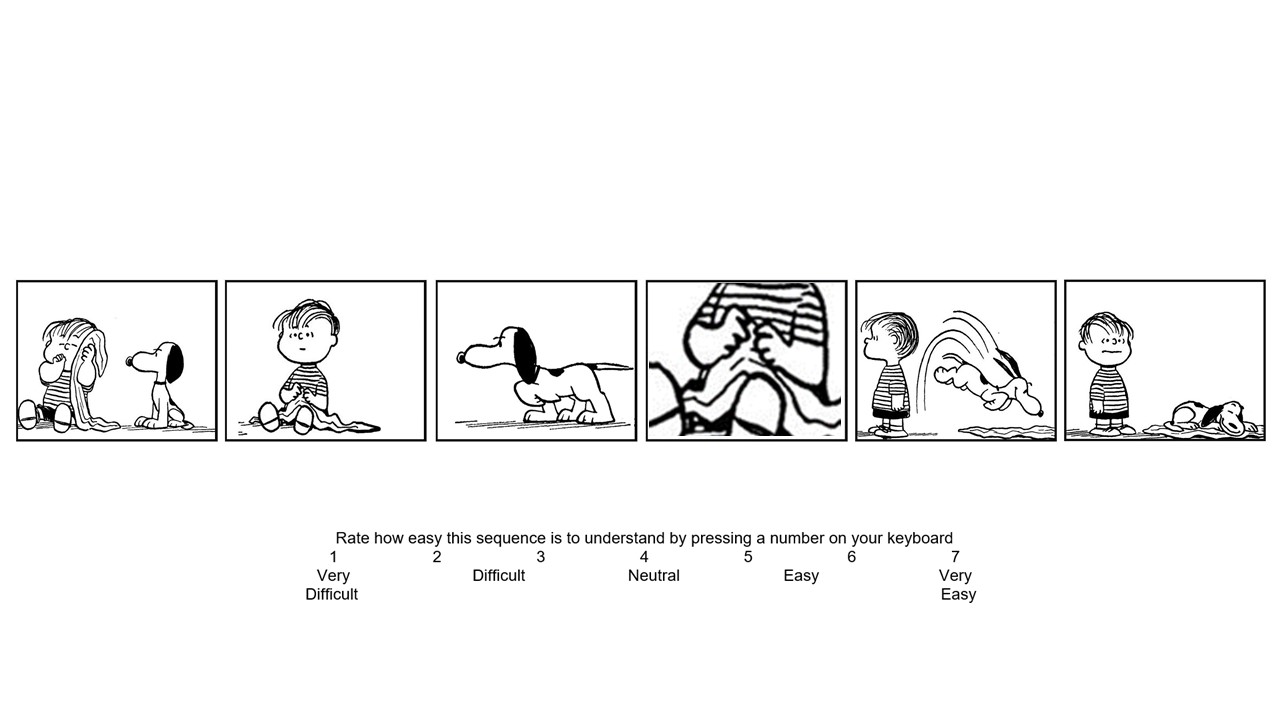 Rate how easy this sequence is to understand by pressing a number on your keyboard
1 2 3 4 5 6 7
Very Difficult Neutral Easy Very
Difficult Easy